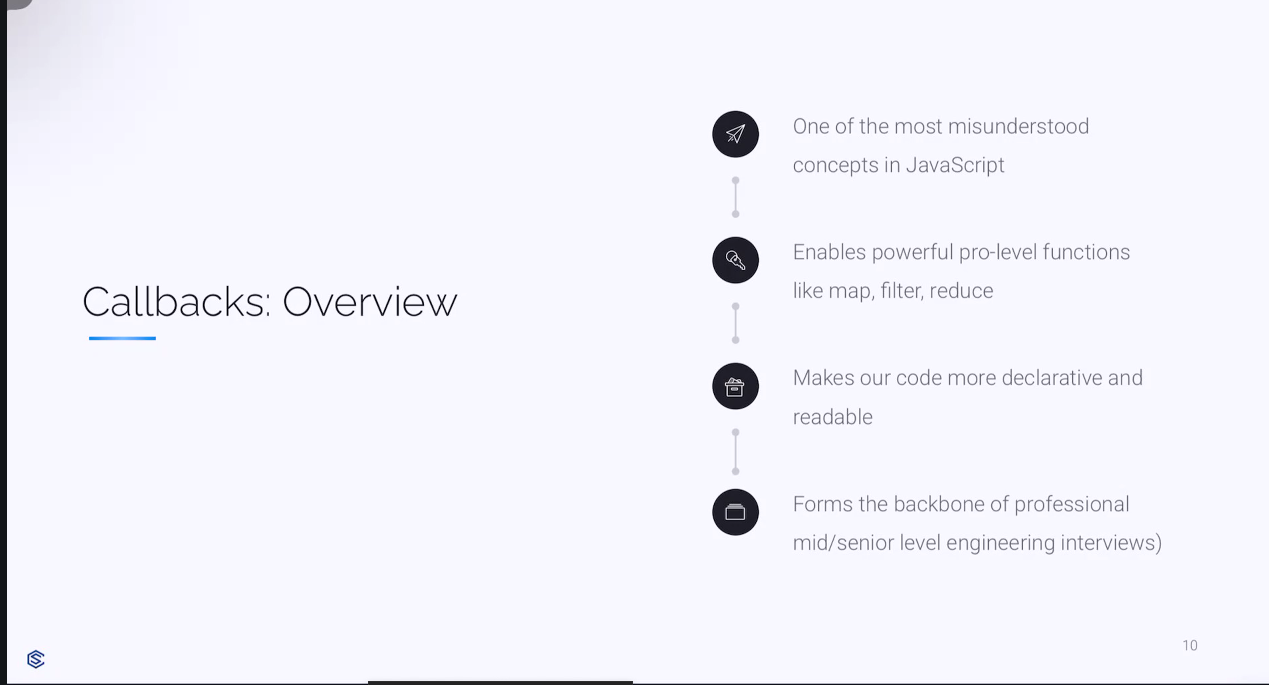 Callbacks: Overview
One of the most misunderstood
concepts in JavaScript
Enables powerful pro-level functions
like map, filter, reduce
Makes our code more declarative and
readable
Forms the backbone of professional
mid/senior level engineering interviews)
10